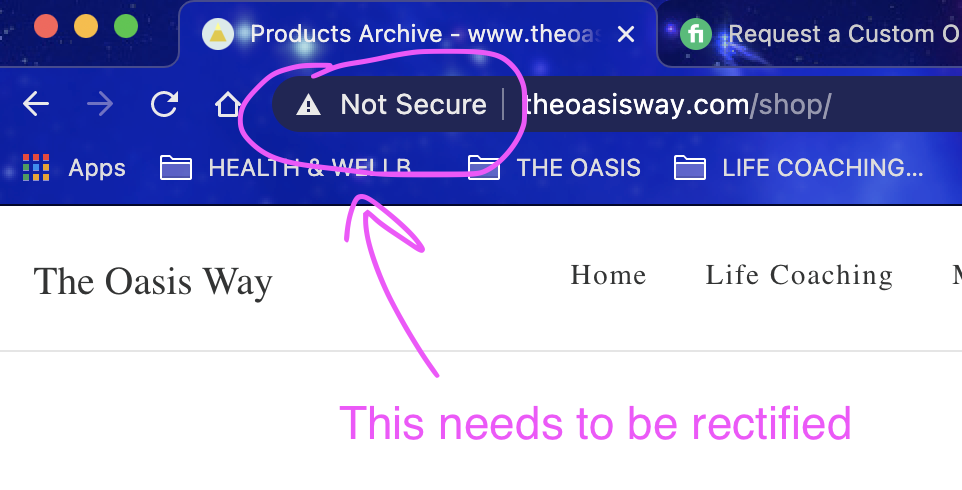 Products Archive - www.theoas
Request a Custom O
Not Secure | theoasisway.com/shop/
Apps HEALTH & WELLB THE OASIS LIFE COACHING...
The Oasis Way Home Life Coaching M
This needs to be rectified